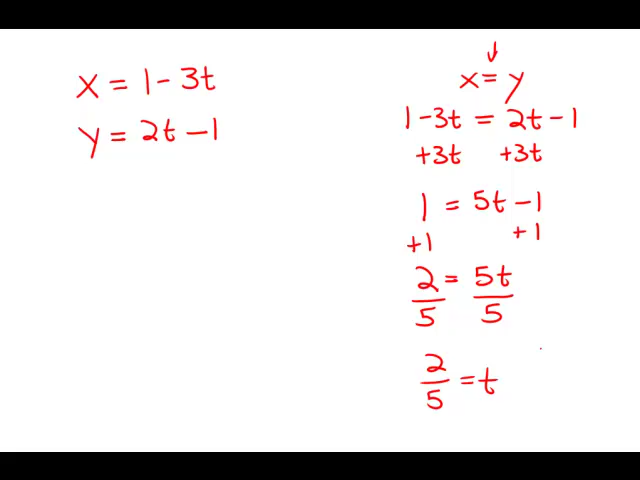 x = 1 - 3t
y = 2t - 1
↓
x = y
1 - 3t = 2t - 1
+3t +3t
1 = 5t - 1
+1 +1
2/5 = 5t/5
2/5 = t